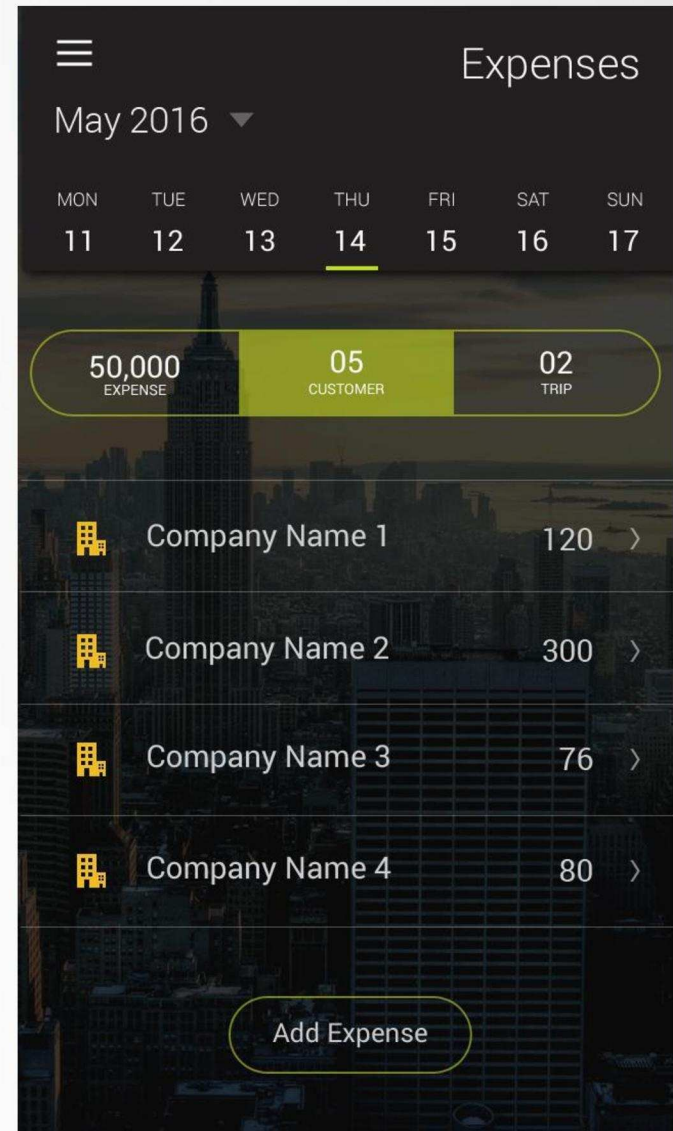 Expenses
May 2016
MON TUE WED THU FRI SAT SUN
11 12 13 14 15 16 17
50,000 05 02
EXPENSE CUSTOMER TRIP
Company Name 1 120
Company Name 2 300
Company Name 3 76
Company Name 4 80
Add Expense